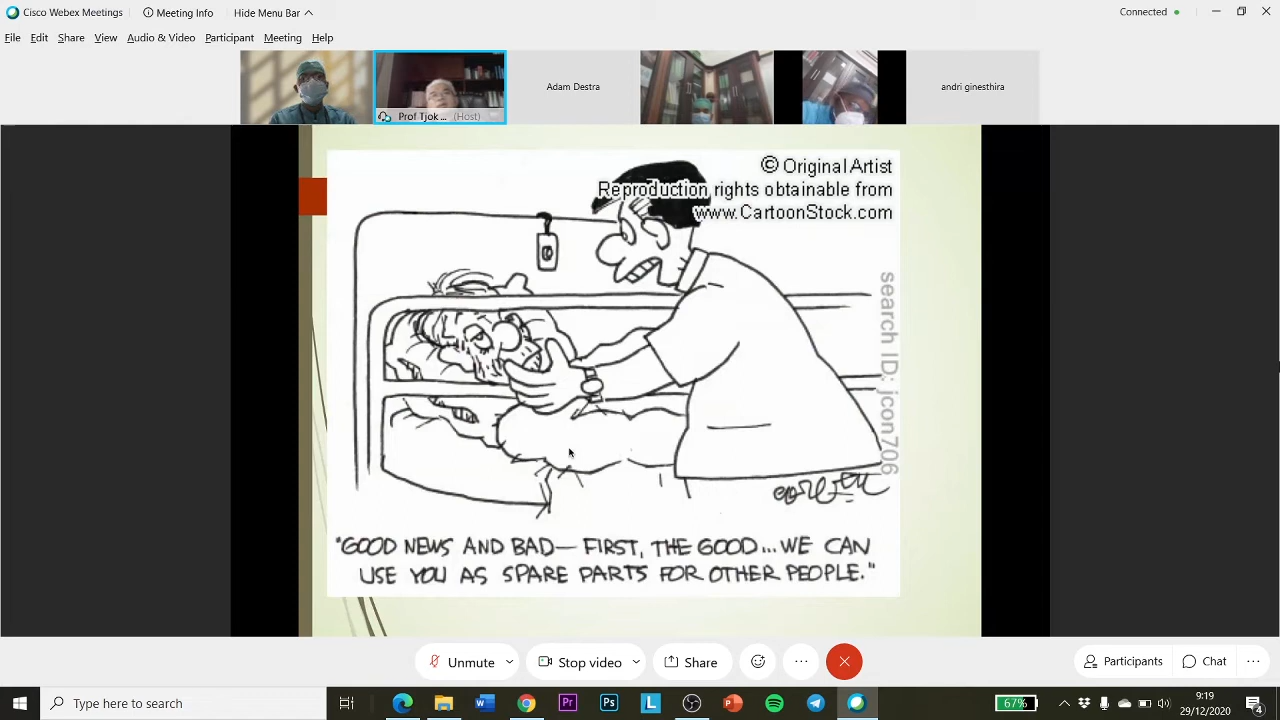 Cisco Webex Meetings
Meeting Info
Hide Menu Bar
Connected
File Edit Share View Audio & Video Participant Meeting Help
Prof Tjok ... (Host)
Adam Destra
andri ginesthira
© Original Artist
Reproduction rights obtainable from
www.CartoonStock.com
search ID: jcon706
"GOOD NEWS AND BAD— FIRST, THE GOOD...WE CAN
USE YOU AS SPARE PARTS FOR OTHER PEOPLE."
Unmute
Stop video
Share
Participants
Chat
Type here to search
Pr
Ps
L
67%
9:19
29/12/2020